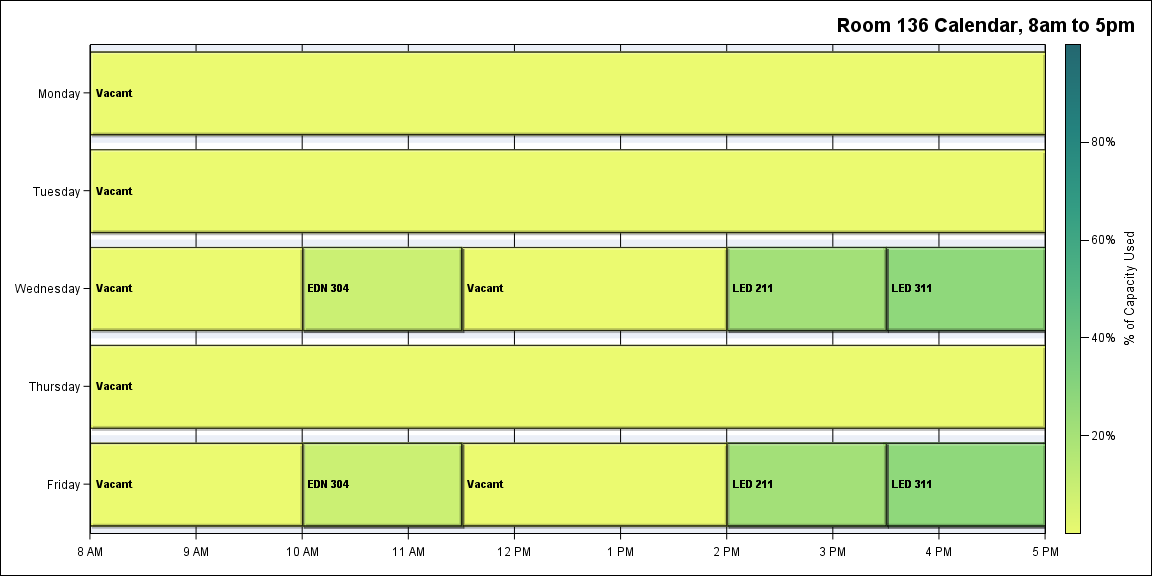 Room 136 Calendar, 8am to 5pm
Monday
Vacant
Tuesday
Vacant
Wednesday
Vacant
EDN 304
Vacant
LED 211
LED 311
Thursday
Vacant
Friday
Vacant
EDN 304
Vacant
LED 211
LED 311
8 AM
9 AM
10 AM
11 AM
12 PM
1 PM
2 PM
3 PM
4 PM
5 PM
80%
60%
40%
20%
% of Capacity Used